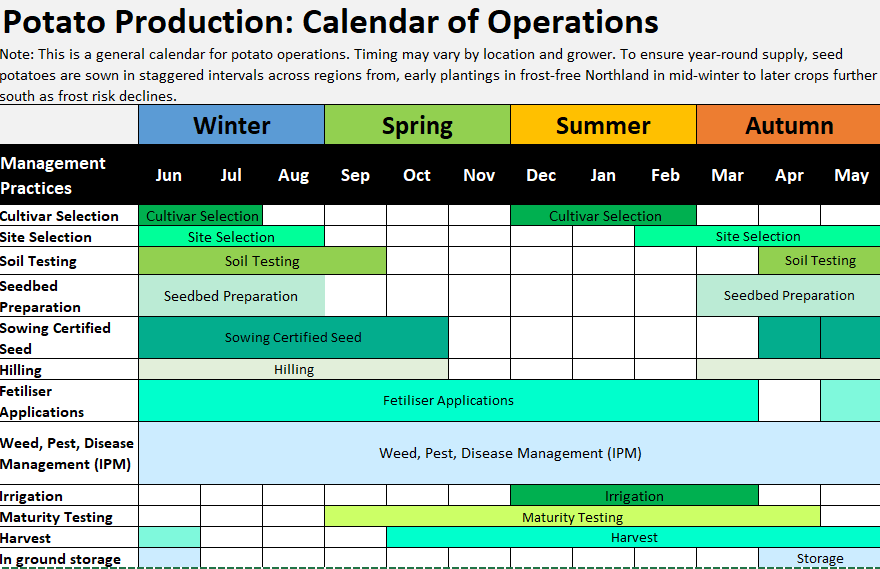 Potato Production: Calendar of Operations
Note: This is a general calendar for potato operations. Timing may vary by location and grower. To ensure year-round supply, seed
potatoes are sown in staggered intervals across regions from, early plantings in frost-free Northland in mid-winter to later crops further
south as frost risk declines.
Winter Spring Summer Autumn
Management
Practices
Jun Jul Aug Sep Oct Nov Dec Jan Feb Mar Apr May
Cultivar Selection Cultivar Selection Cultivar Selection
Site Selection Site Selection Site Selection
Soil Testing Soil Testing Soil Testing
Seedbed
Preparation
Seedbed Preparation Seedbed Preparation
Sowing Certified
Seed
Sowing Certified Seed
Hilling Hilling
Fetiliser
Applications
Fetiliser Applications
Weed, Pest, Disease
Management (IPM)
Weed, Pest, Disease Management (IPM)
Irrigation Irrigation
Maturity Testing Maturity Testing
Harvest Harvest
In ground storage Storage